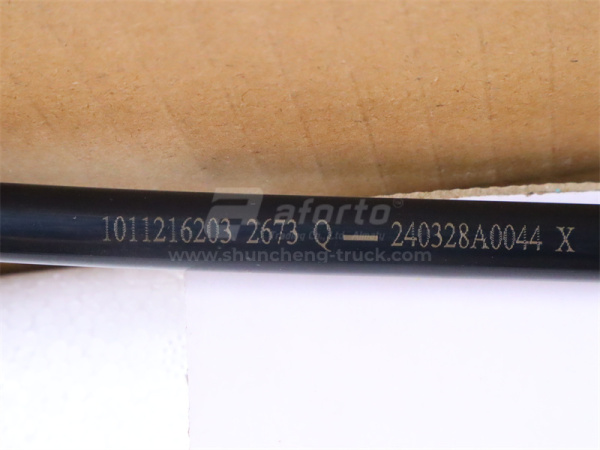 aforto
1011216203 2673 Q — 240328A0044 X
www.shuncheng-truck.com